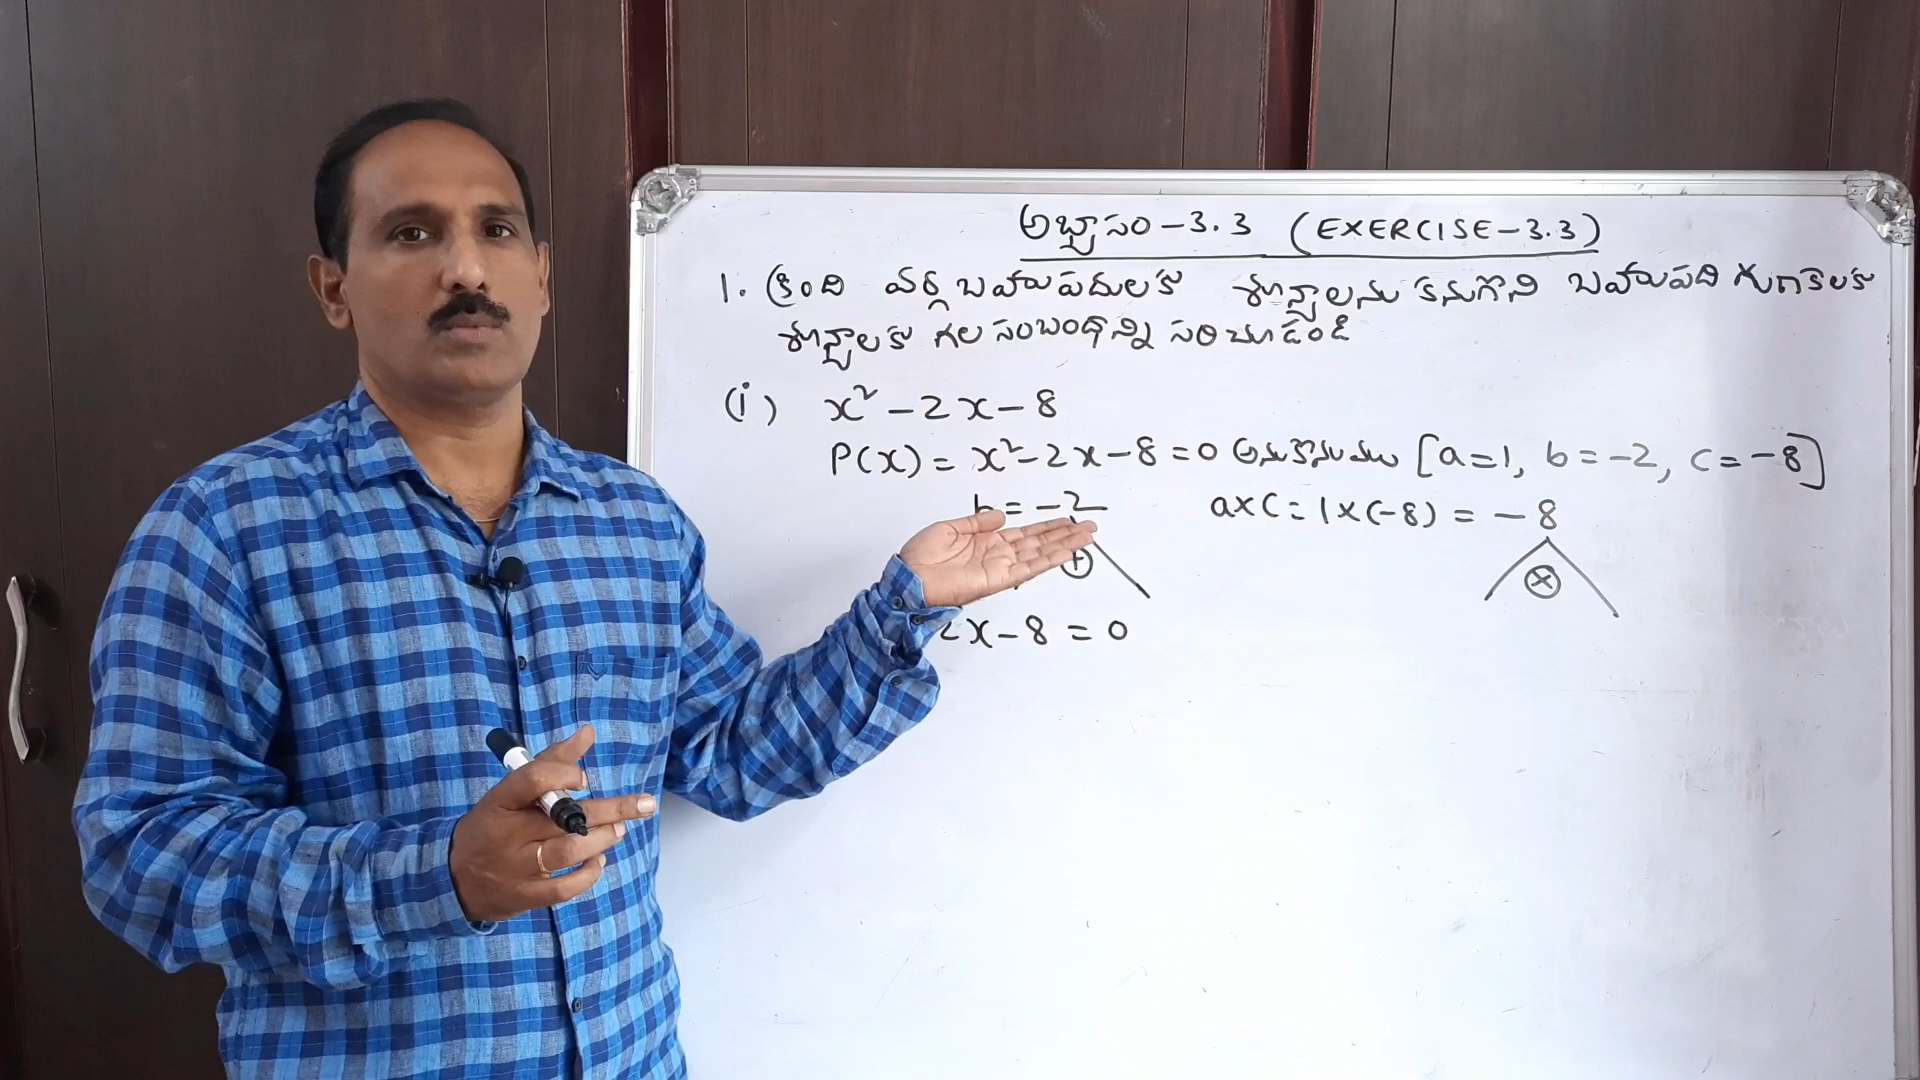 అభ్యాసం - 3.3 (EXERCISE - 3.3)
1. క్రింది వర్గ బహుపదులకు శూన్యాలను కనుగొని బహుపది గుణకాలకు
శూన్యాలకు గల సంబంధాన్ని సరిచూడండి
(i) x² - 2x - 8
P(x) = x² - 2x - 8 = 0 అనుకొనుము [a=1, b=-2, c=-8]
b = -2 a×c = 1×(-8) = -8
+ ×
2x - 8 = 0